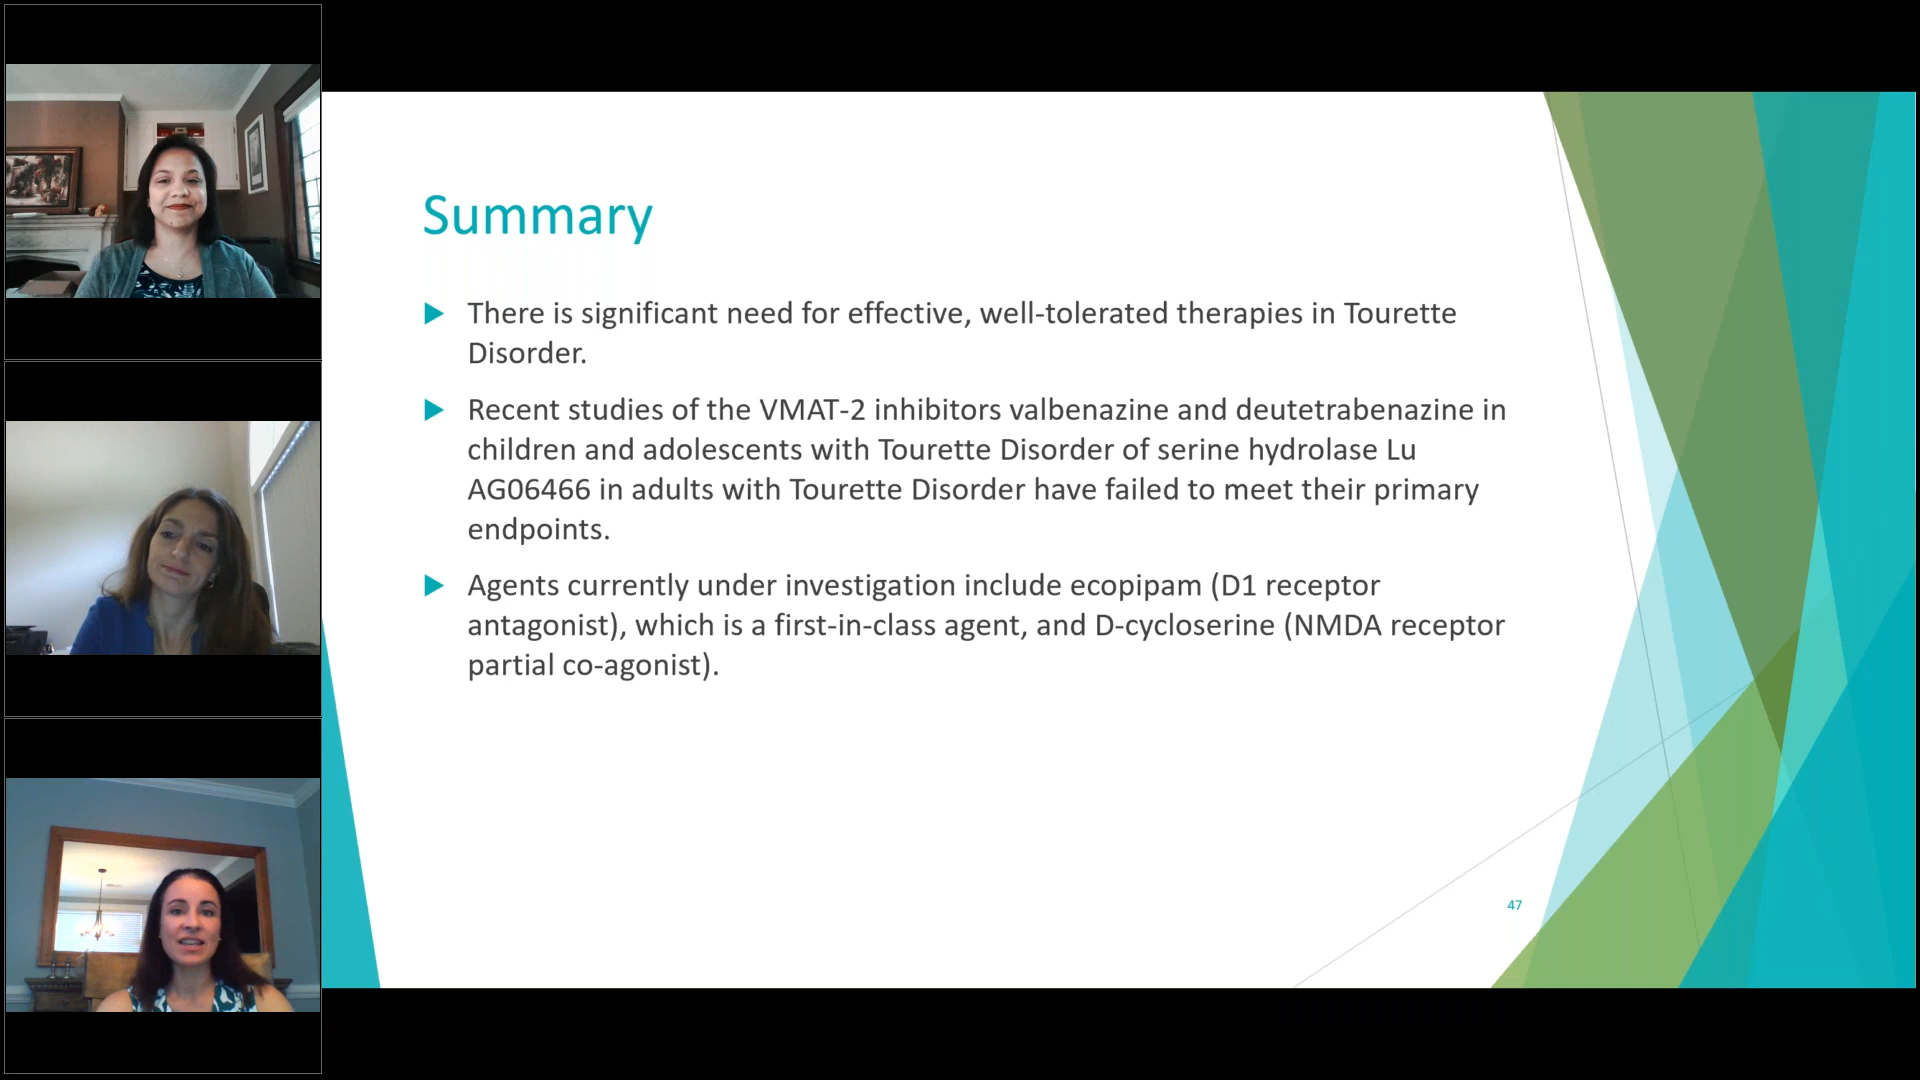 Summary
There is significant need for effective, well-tolerated therapies in Tourette
Disorder.
Recent studies of the VMAT-2 inhibitors valbenazine and deutetrabenazine in
children and adolescents with Tourette Disorder of serine hydrolase Lu
AG06466 in adults with Tourette Disorder have failed to meet their primary
endpoints.
Agents currently under investigation include ecopipam (D1 receptor
antagonist), which is a first-in-class agent, and D-cycloserine (NMDA receptor
partial co-agonist).
47